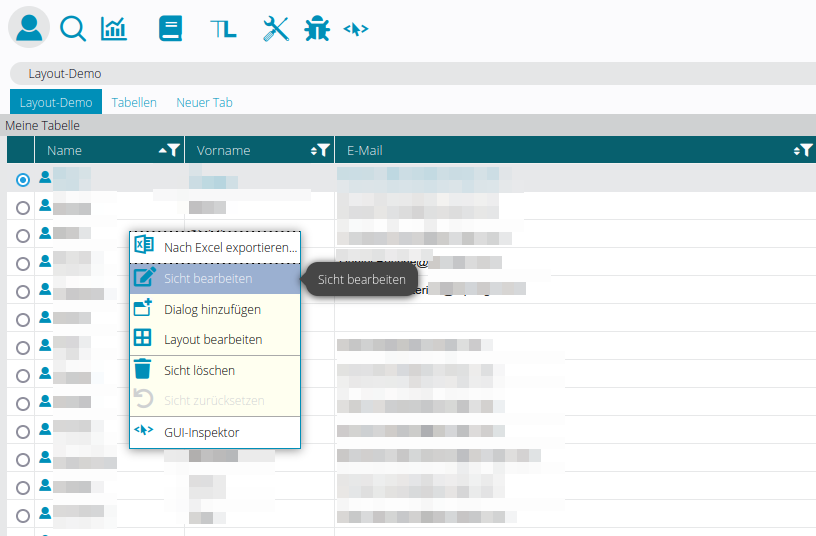 TL
Layout-Demo
Layout-Demo Tabellen Neuer Tab
Meine Tabelle
Name Vorname E-Mail
Nach Excel exportieren...
Sicht bearbeiten
Sicht bearbeiten
Dialog hinzufügen
Layout bearbeiten
Sicht löschen
Sicht zurücksetzen
GUI-Inspektor